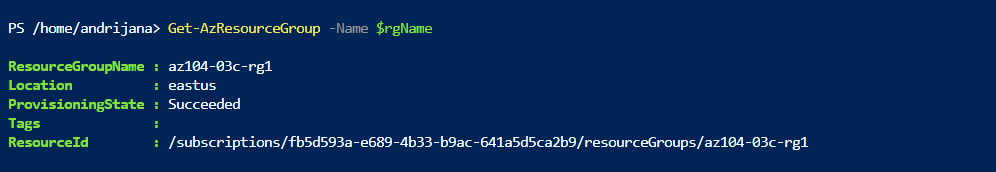 PS /home/andrijana> Get-AzResourceGroup -Name $rgName
ResourceGroupName : az104-03c-rg1
Location          : eastus
ProvisioningState : Succeeded
Tags              :
ResourceId        : /subscriptions/fb5d593a-e689-4b33-b9ac-641a5d5ca2b9/resourceGroups/az104-03c-rg1